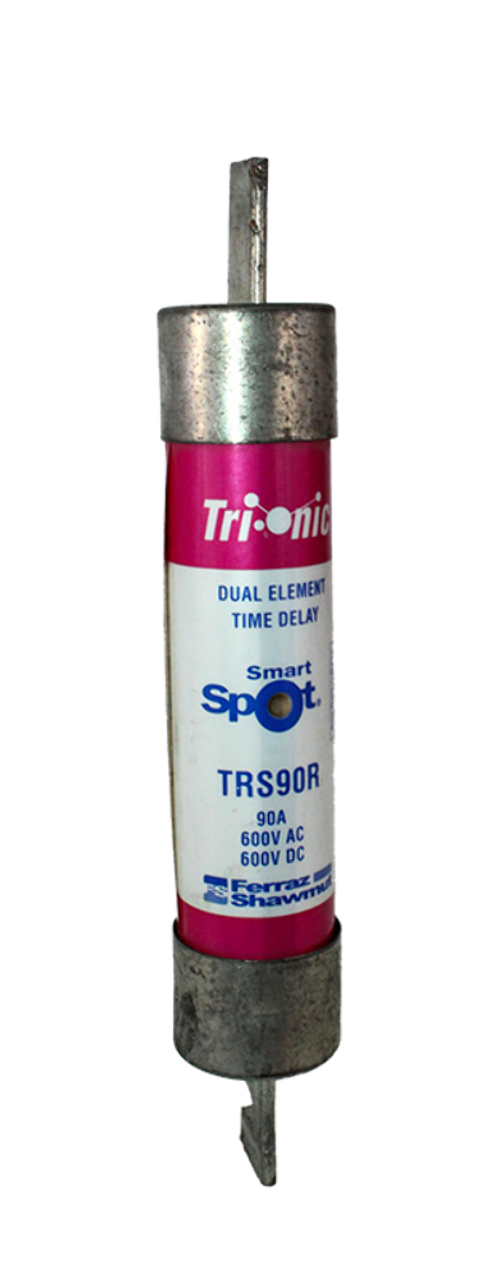 Tri-onic
DUAL ELEMENT
TIME DELAY
Smart
Spot®
TRS90R
90A
600V AC
600V DC
Ferraz
Shawmut